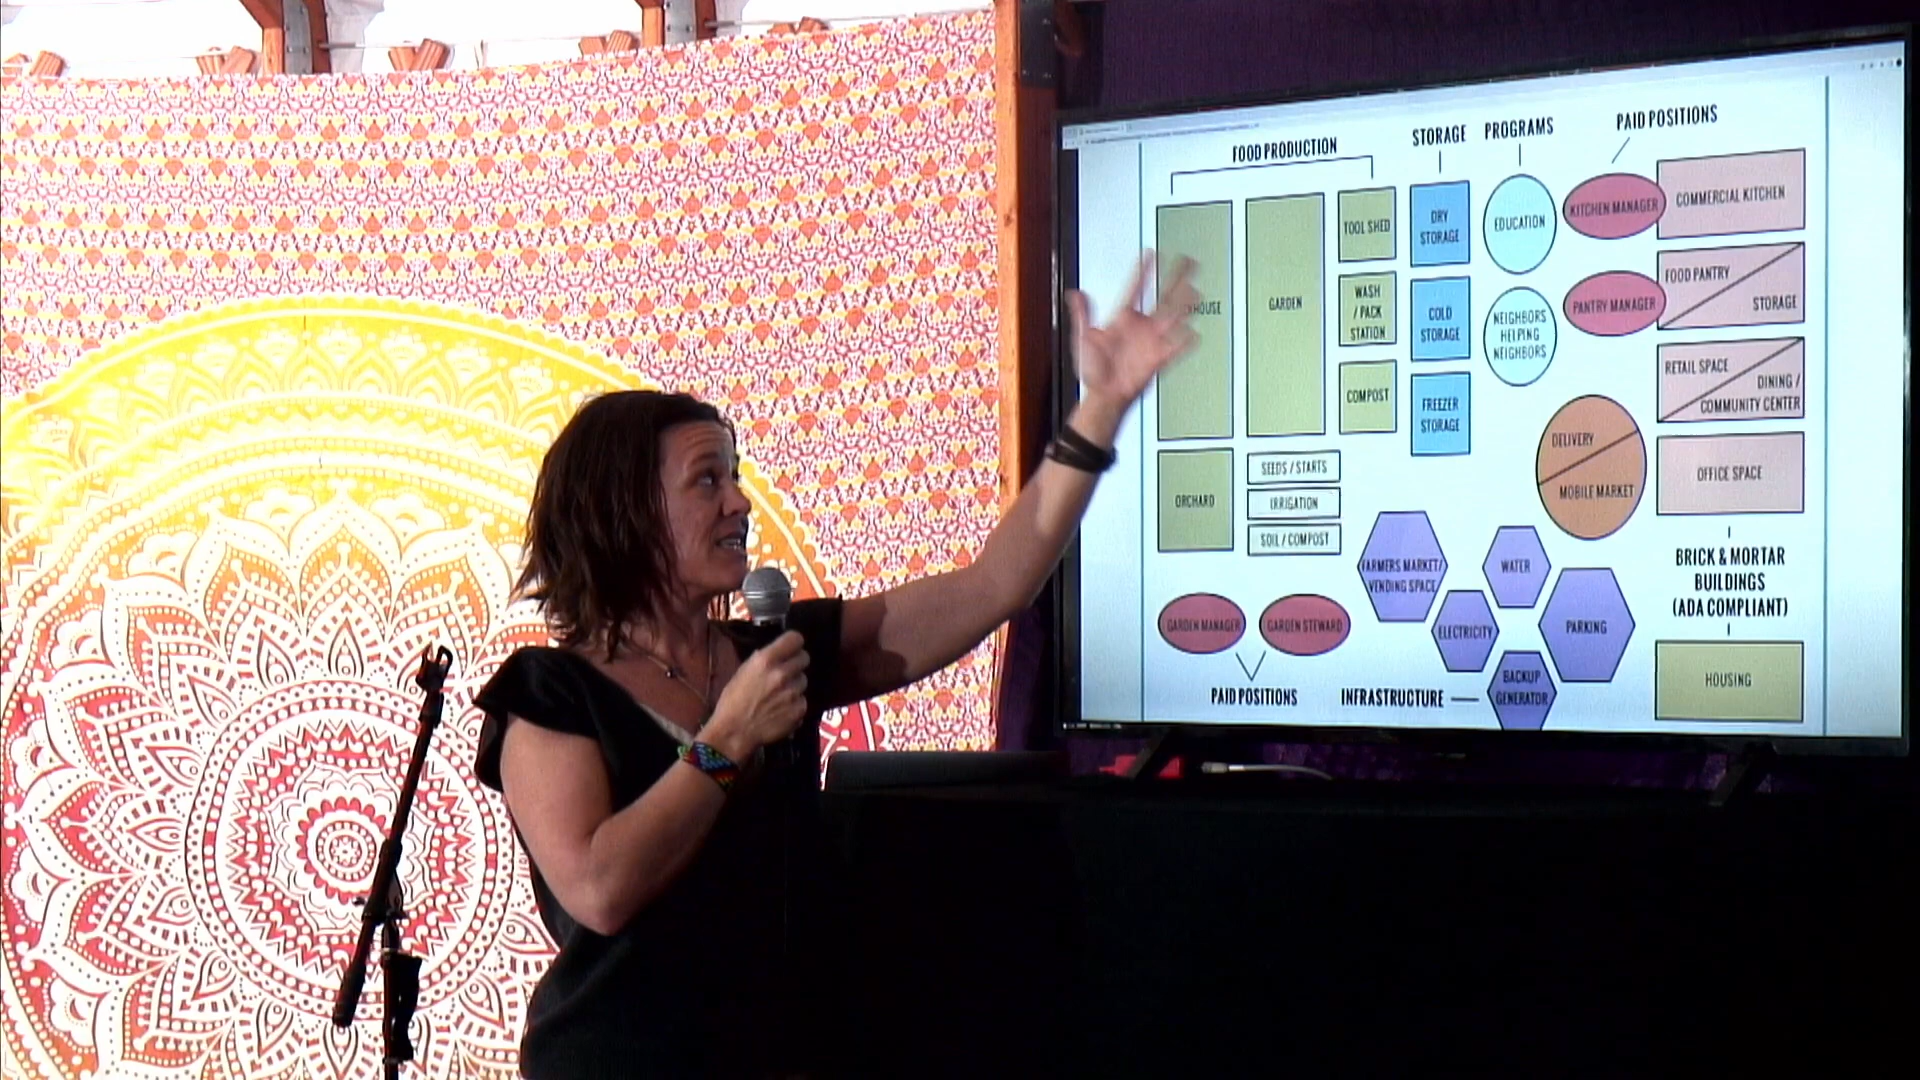 FOOD PRODUCTION
STORAGE
PROGRAMS
PAID POSITIONS
GARDEN
TOOL SHED
WASH
/ PACK
STATION
COMPOST
DRY
STORAGE
COLD
STORAGE
FREEZER
STORAGE
EDUCATION
NEIGHBORS
HELPING
NEIGHBORS
KITCHEN MANAGER
COMMERCIAL KITCHEN
PANTRY MANAGER
FOOD PANTRY
STORAGE
RETAIL SPACE
DINING /
COMMUNITY CENTER
DELIVERY
MOBILE MARKET
OFFICE SPACE
ORCHARD
SEEDS / STARTS
IRRIGATION
SOIL / COMPOST
FARMERS MARKET/
VENDING SPACE
WATER
ELECTRICITY
PARKING
BACKUP
GENERATOR
BRICK & MORTAR
BUILDINGS
(ADA COMPLIANT)
GARDEN MANAGER
GARDEN STEWARD
PAID POSITIONS
INFRASTRUCTURE
HOUSING